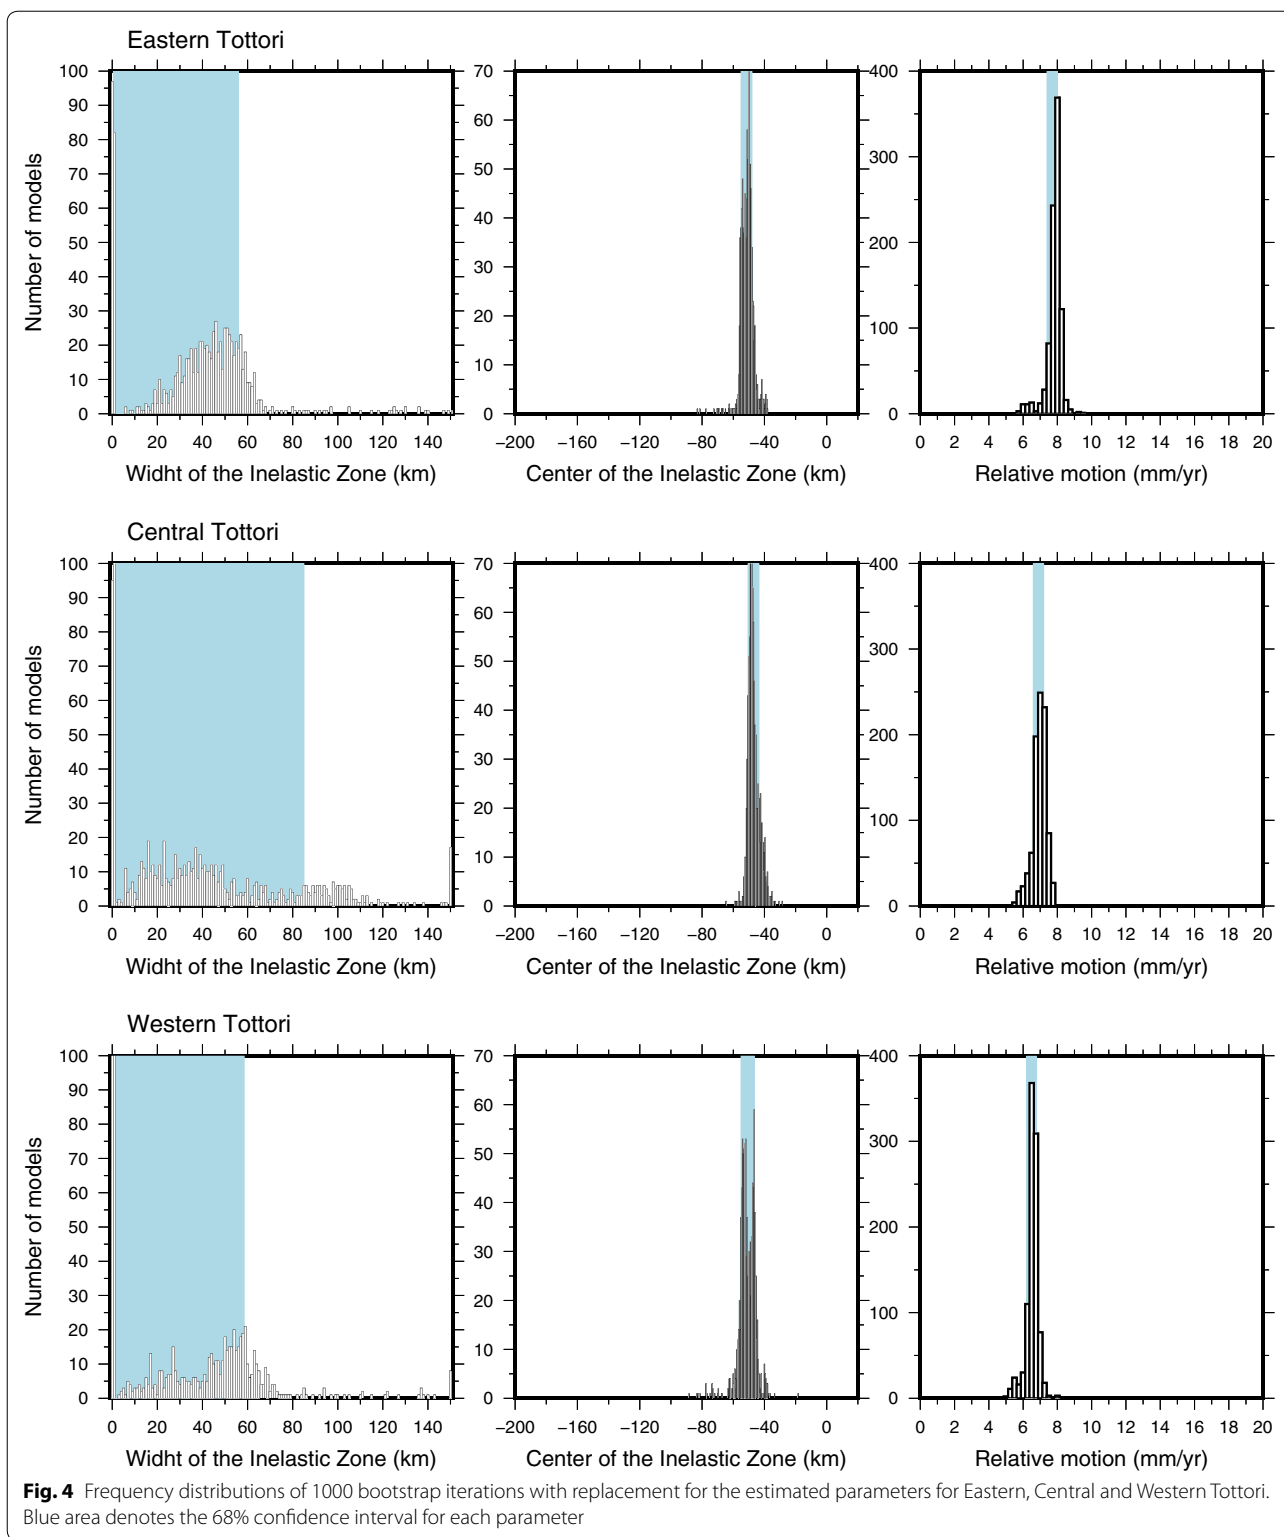 Eastern Tottori
100
90
80
70
60
50
40
30
20
10
0
Number of models
0 20 40 60 80 100 120 140
Widht of the Inelastic Zone (km)
70
60
50
40
30
20
10
0
−200 −160 −120 −80 −40 0
Center of the Inelastic Zone (km)
400
300
200
100
0
0 2 4 6 8 10 12 14 16 18 20
Relative motion (mm/yr)
Central Tottori
100
90
80
70
60
50
40
30
20
10
0
Number of models
0 20 40 60 80 100 120 140
Widht of the Inelastic Zone (km)
70
60
50
40
30
20
10
0
−200 −160 −120 −80 −40 0
Center of the Inelastic Zone (km)
400
300
200
100
0
0 2 4 6 8 10 12 14 16 18 20
Relative motion (mm/yr)
Western Tottori
100
90
80
70
60
50
40
30
20
10
0
Number of models
0 20 40 60 80 100 120 140
Widht of the Inelastic Zone (km)
70
60
50
40
30
20
10
0
−200 −160 −120 −80 −40 0
Center of the Inelastic Zone (km)
400
300
200
100
0
0 2 4 6 8 10 12 14 16 18 20
Relative motion (mm/yr)
Fig. 4 Frequency distributions of 1000 bootstrap iterations with replacement for the estimated parameters for Eastern, Central and Western Tottori.
Blue area denotes the 68% confidence interval for each parameter